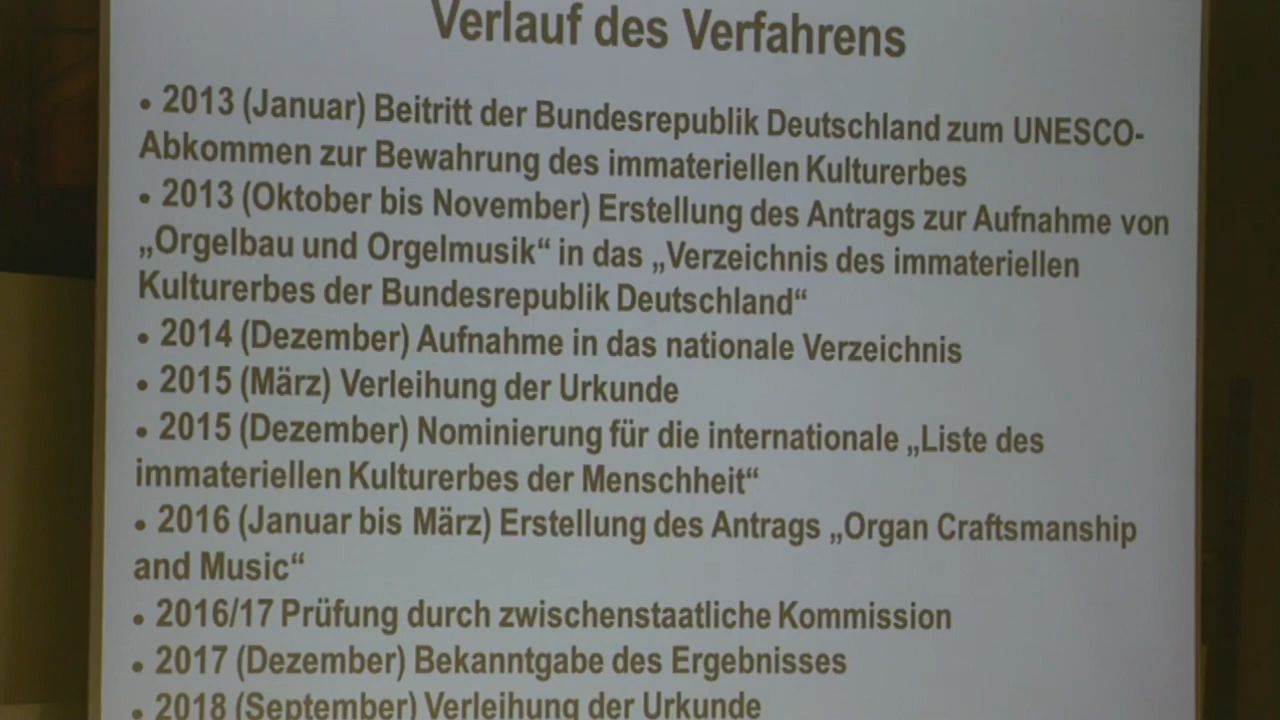 Verlauf des Verfahrens
• 2013 (Januar) Beitritt der Bundesrepublik Deutschland zum UNESCO-
Abkommen zur Bewahrung des immateriellen Kulturerbes
• 2013 (Oktober bis November) Erstellung des Antrags zur Aufnahme von
„Orgelbau und Orgelmusik“ in das „Verzeichnis des immateriellen
Kulturerbes der Bundesrepublik Deutschland“
• 2014 (Dezember) Aufnahme in das nationale Verzeichnis
• 2015 (März) Verleihung der Urkunde
• 2015 (Dezember) Nominierung für die internationale „Liste des
immateriellen Kulturerbes der Menschheit“
• 2016 (Januar bis März) Erstellung des Antrags „Organ Craftsmanship
and Music“
• 2016/17 Prüfung durch zwischenstaatliche Kommission
• 2017 (Dezember) Bekanntgabe des Ergebnisses
• 2018 (September) Verleihung der Urkunde